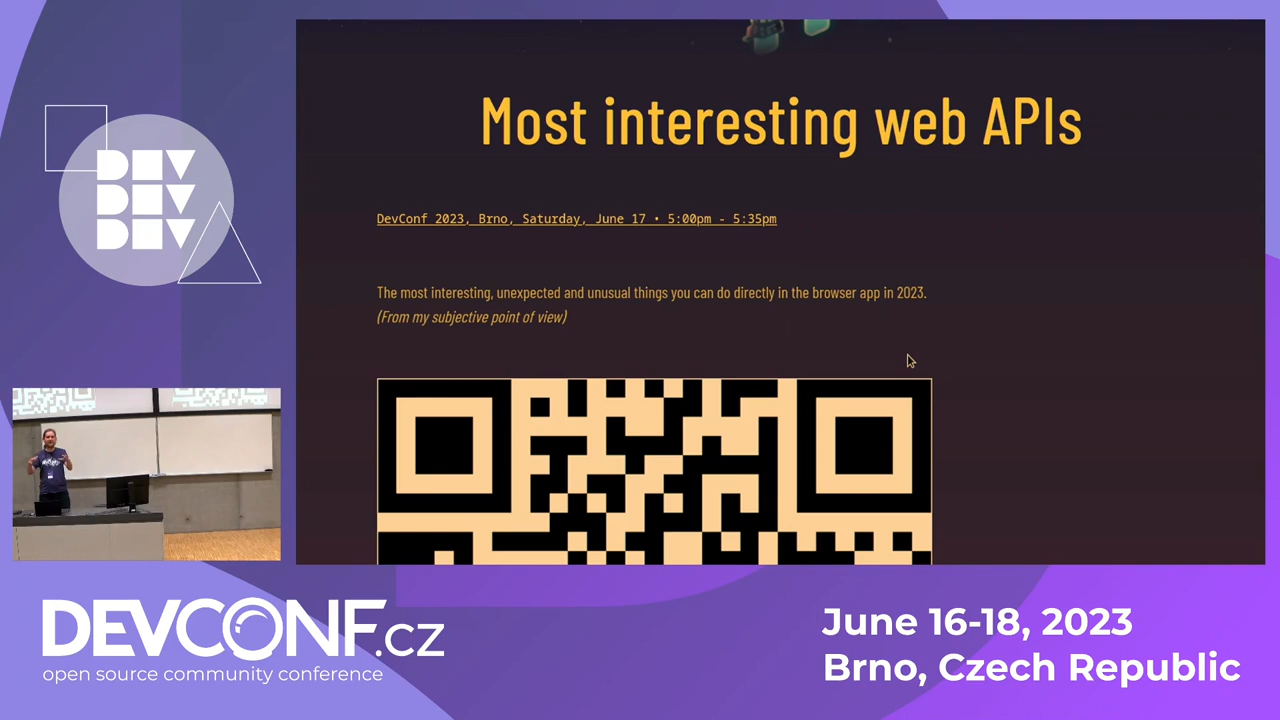 Most interesting web APIs
DevConf 2023, Brno, Saturday, June 17 • 5:00pm - 5:35pm
The most interesting, unexpected and unusual things you can do directly in the browser app in 2023.
(From my subjective point of view)
DEV
DEV
DEV
DEVCONF.cz
open source community conference
June 16-18, 2023
Brno, Czech Republic